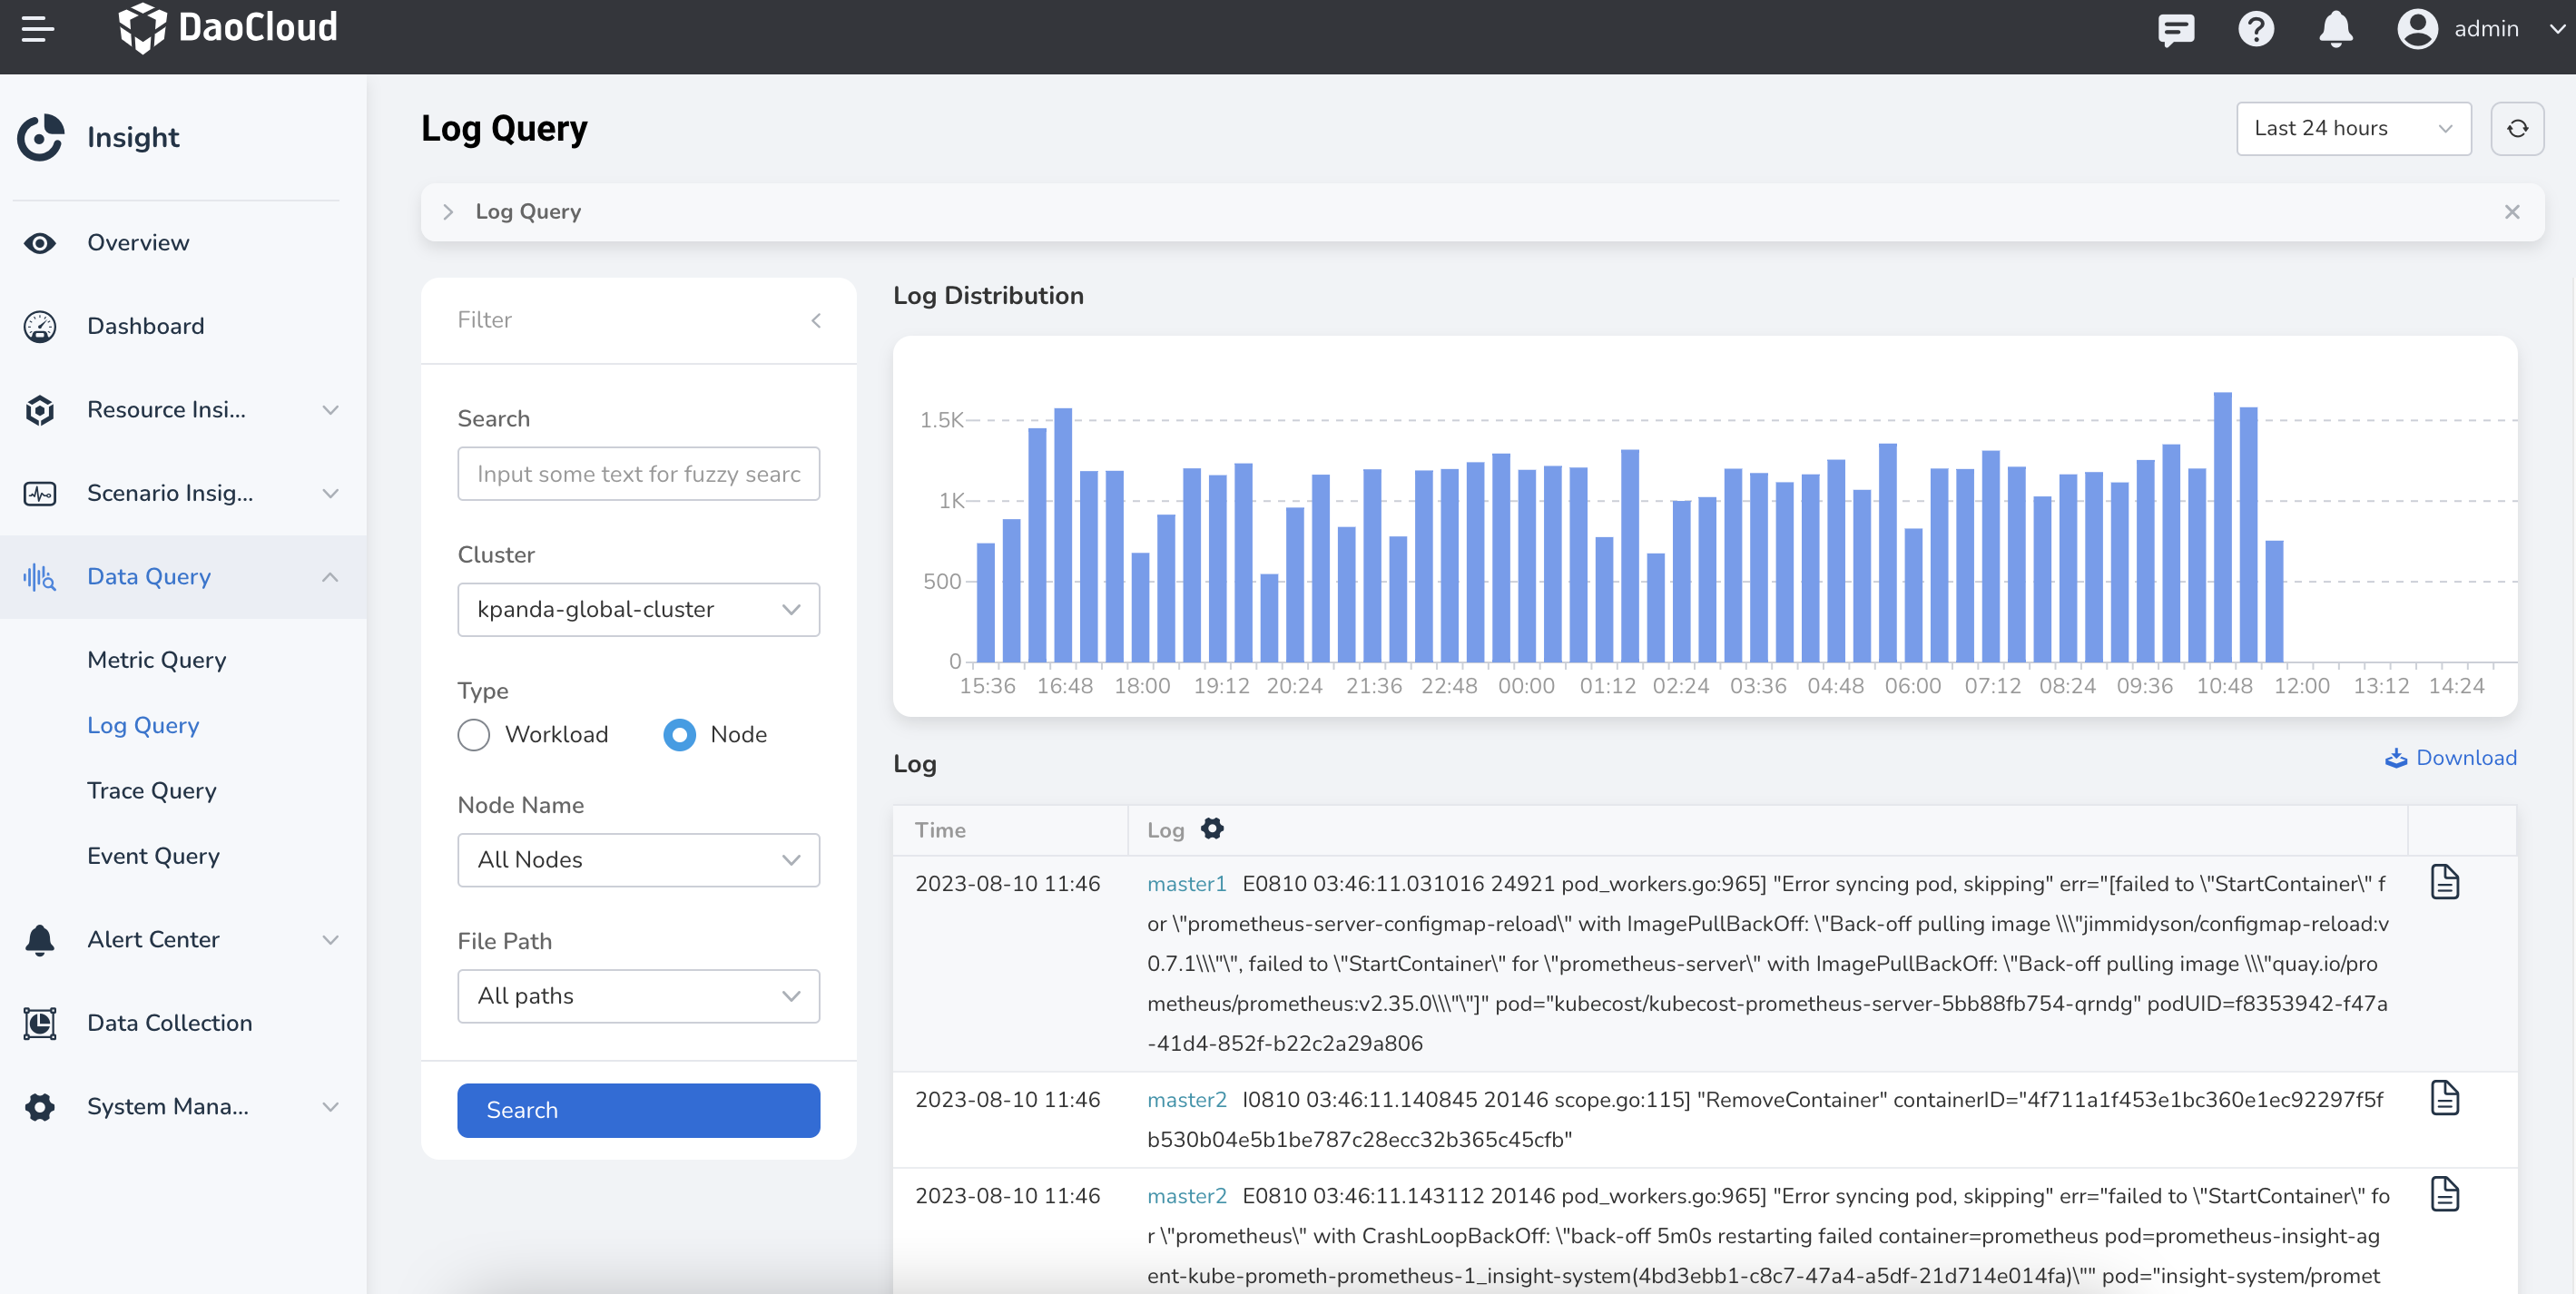 DaoCloud
admin
Insight
Overview
Dashboard
Resource Insi...
Scenario Insig...
Data Query
Metric Query
Log Query
Trace Query
Event Query
Alert Center
Data Collection
System Mana...
Log Query
Last 24 hours
Log Query
Filter
Search
Input some text for fuzzy searc
Cluster
kpanda-global-cluster
Type
Workload Node
Node Name
All Nodes
File Path
All paths
Search
Log Distribution
1.5K
1K
500
0
15:36 16:48 18:00 19:12 20:24 21:36 22:48 00:00 01:12 02:24 03:36 04:48 06:00 07:12 08:24 09:36 10:48 12:00 13:12 14:24
Log
Download
Time Log
2023-08-10 11:46 master1 E0810 03:46:11.031016 24921 pod_workers.go:965] "Error syncing pod, skipping" err="[failed to \"StartContainer\" f
or \"prometheus-server-configmap-reload\" with ImagePullBackOff: \"Back-off pulling image \\\"jimmidyson/configmap-reload:v
0.7.1\\\"\", failed to \"StartContainer\" for \"prometheus-server\" with ImagePullBackOff: \"Back-off pulling image \\\"quay.io/pro
metheus/prometheus:v2.35.0\\\"\"]" pod="kubecost/kubecost-prometheus-server-5bb88fb754-qrndg" podUID=f8353942-f47a
-41d4-852f-b22c2a29a806
2023-08-10 11:46 master2 I0810 03:46:11.140845 20146 scope.go:115] "RemoveContainer" containerID="4f711a1f453e1bc360e1ec92297f5f
b530b04e5b1be787c28ecc32b365c45cfb"
2023-08-10 11:46 master2 E0810 03:46:11.143112 20146 pod_workers.go:965] "Error syncing pod, skipping" err="failed to \"StartContainer\" fo
r \"prometheus\" with CrashLoopBackOff: \"back-off 5m0s restarting failed container=prometheus pod=prometheus-insight-ag
ent-kube-prometh-prometheus-1_insight-system(4bd3ebb1-c8c7-47a4-a5df-21d714e014fa)\"" pod="insight-system/promet